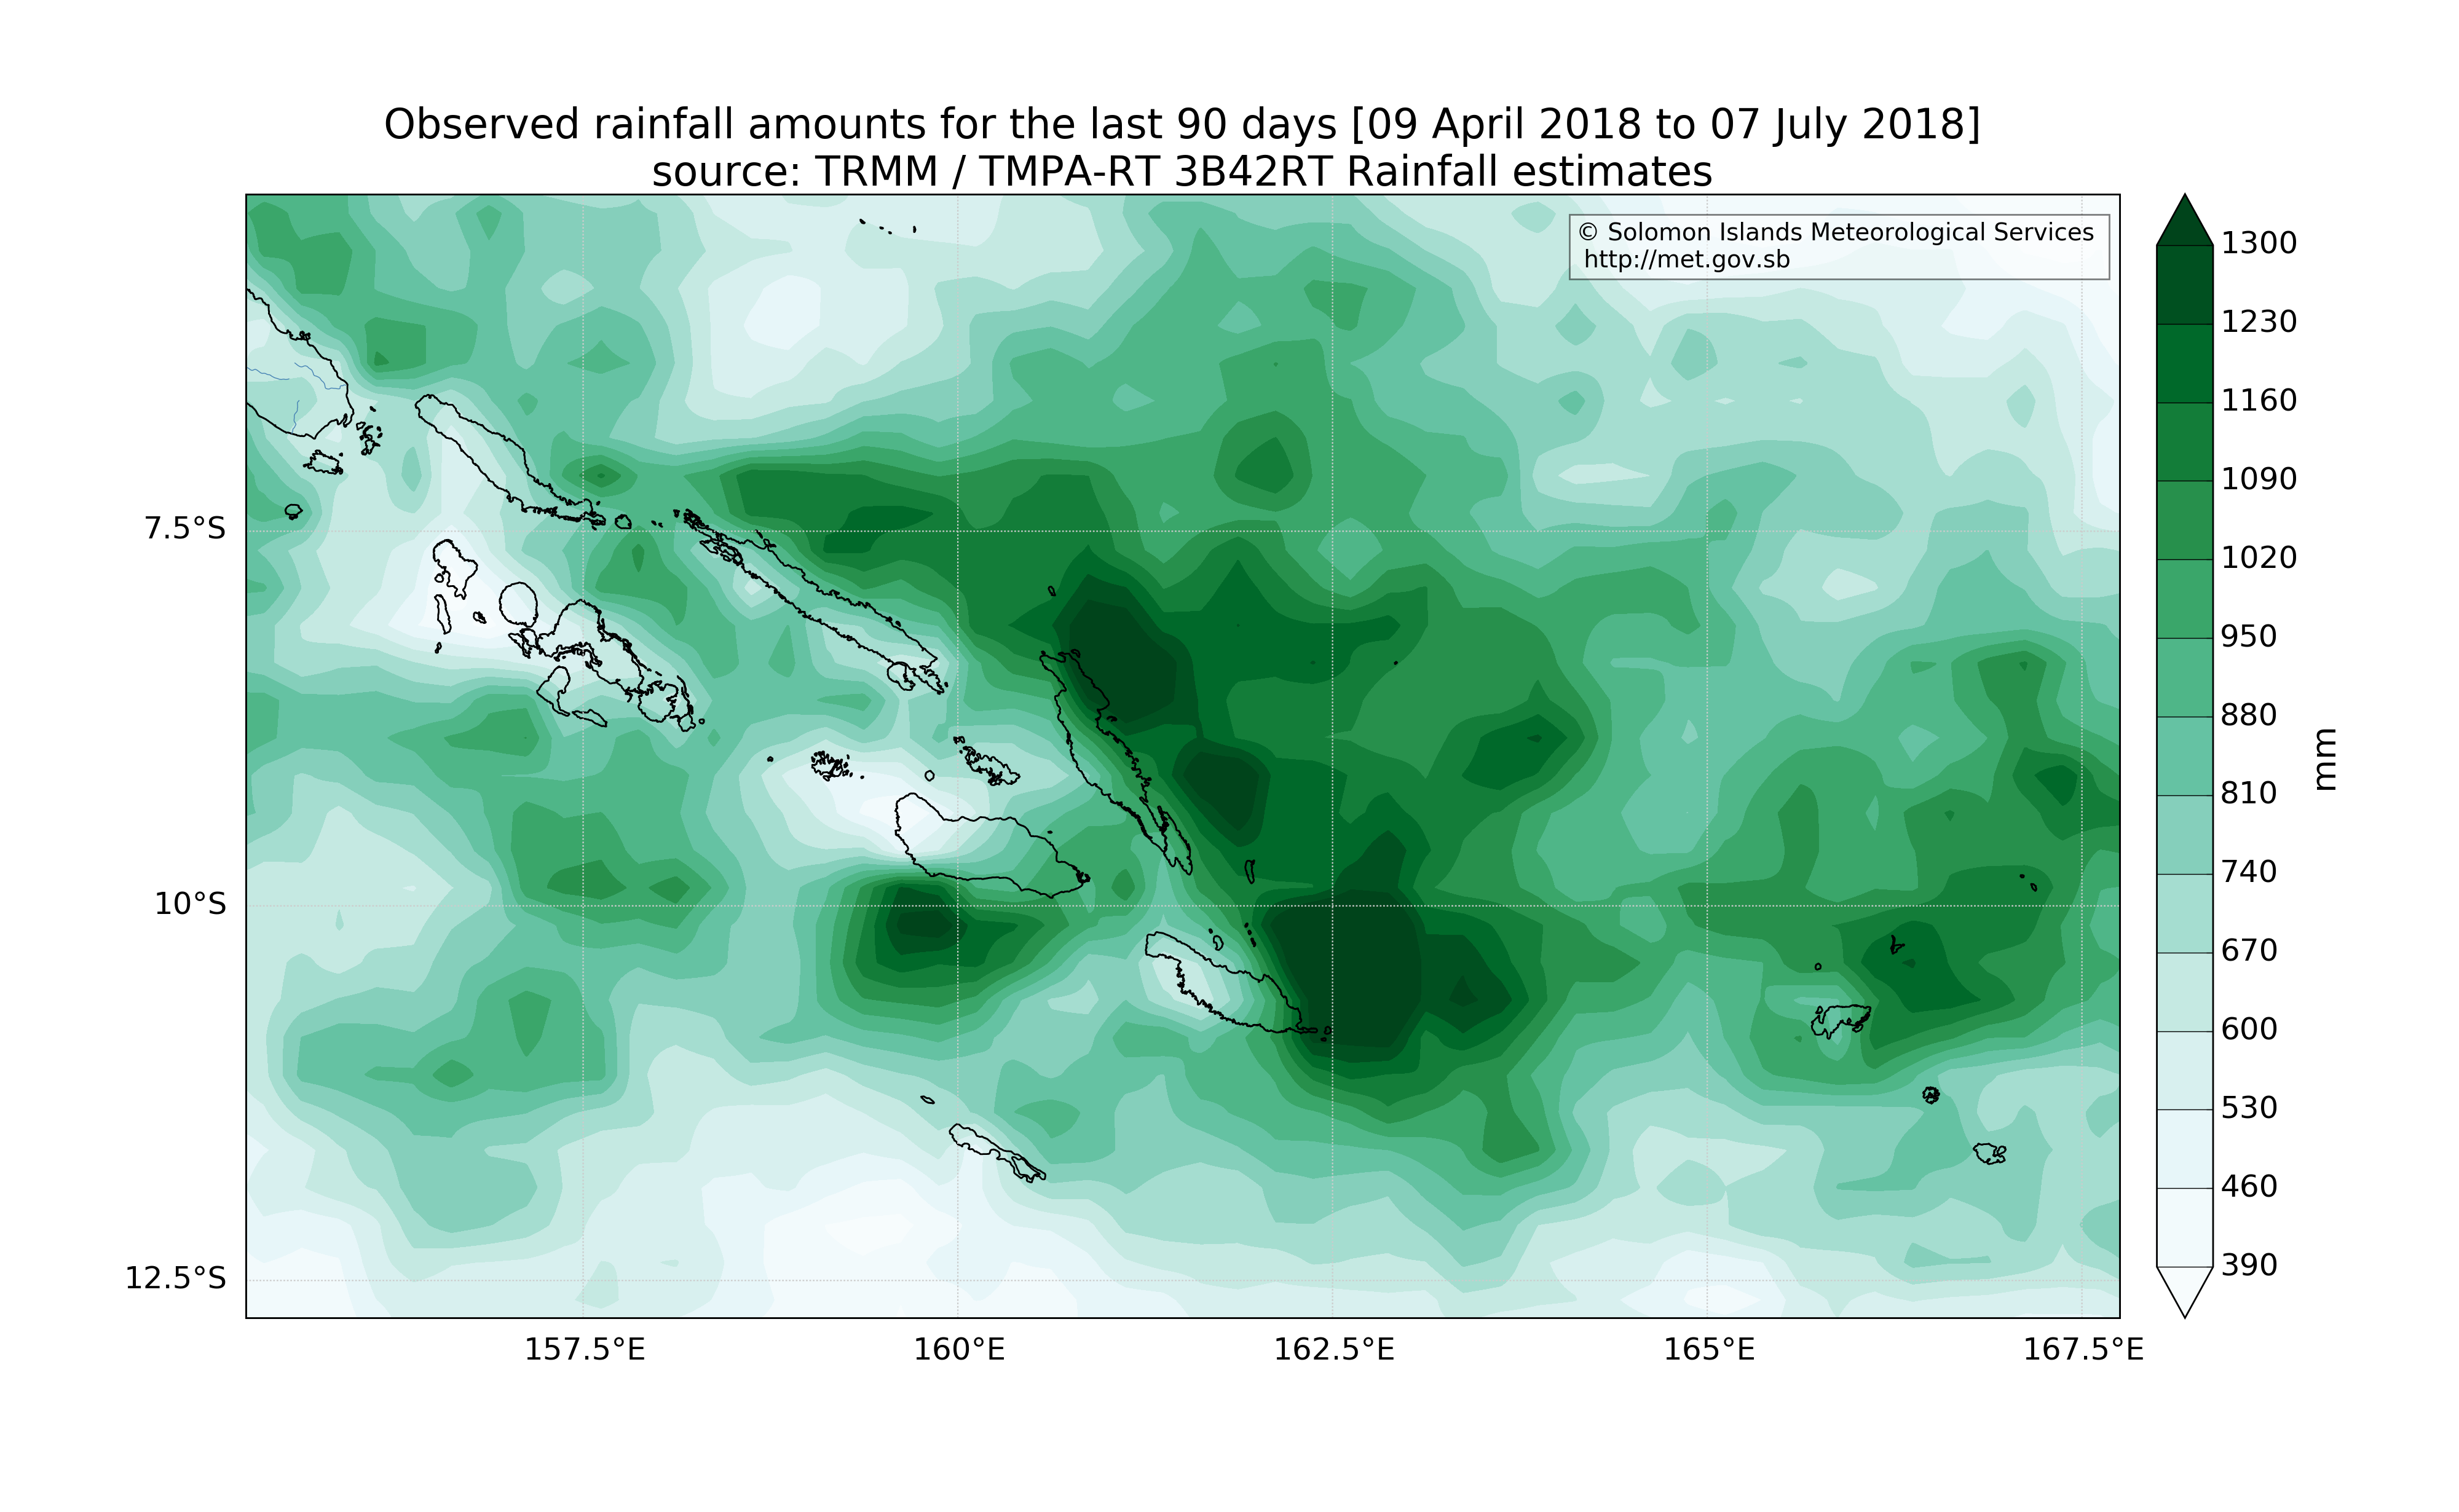 Observed rainfall amounts for the last 90 days [09 April 2018 to 07 July 2018]
source: TRMM / TMPA-RT 3B42RT Rainfall estimates
© Solomon Islands Meteorological Services
http://met.gov.sb
7.5°S
10°S
12.5°S
157.5°E
160°E
162.5°E
165°E
167.5°E
1300
1230
1160
1090
1020
950
880
810
740
670
600
530
460
390
mm